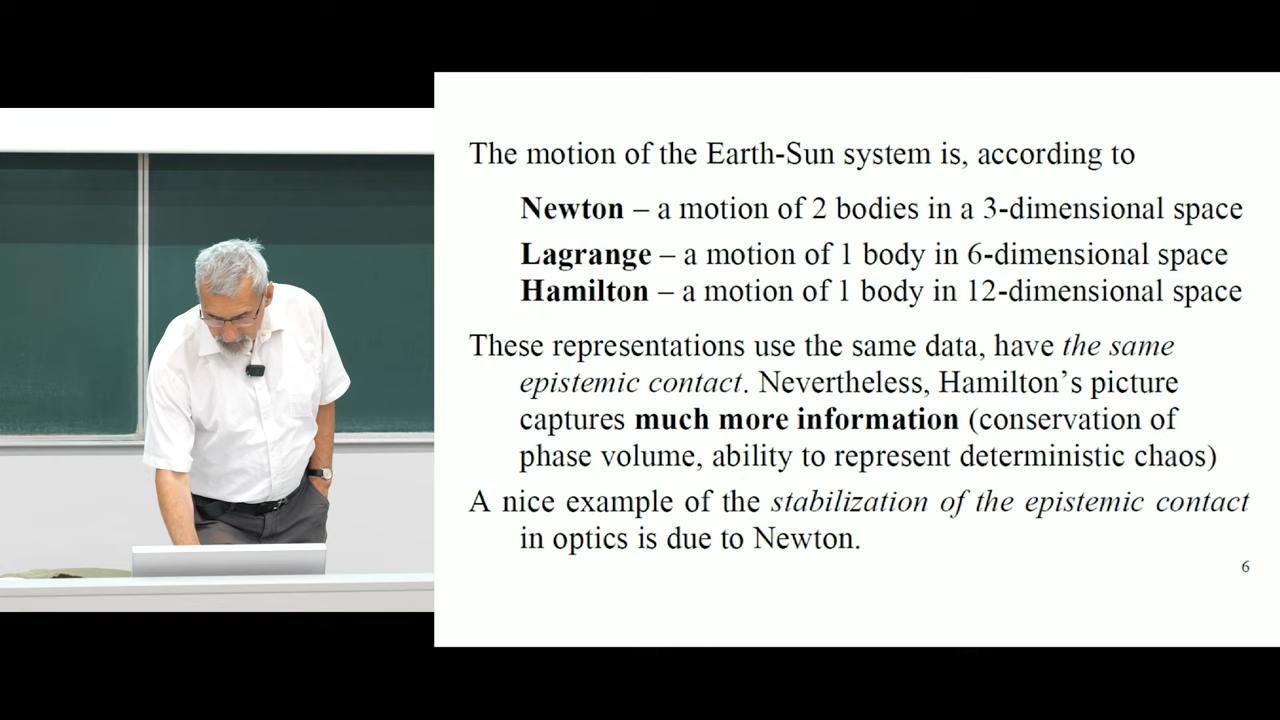 The motion of the Earth-Sun system is, according to
Newton – a motion of 2 bodies in a 3-dimensional space
Lagrange – a motion of 1 body in 6-dimensional space
Hamilton – a motion of 1 body in 12-dimensional space
These representations use the same data, have the same
epistemic contact. Nevertheless, Hamilton’s picture
captures much more information (conservation of
phase volume, ability to represent deterministic chaos)
A nice example of the stabilization of the epistemic contact
in optics is due to Newton.
6